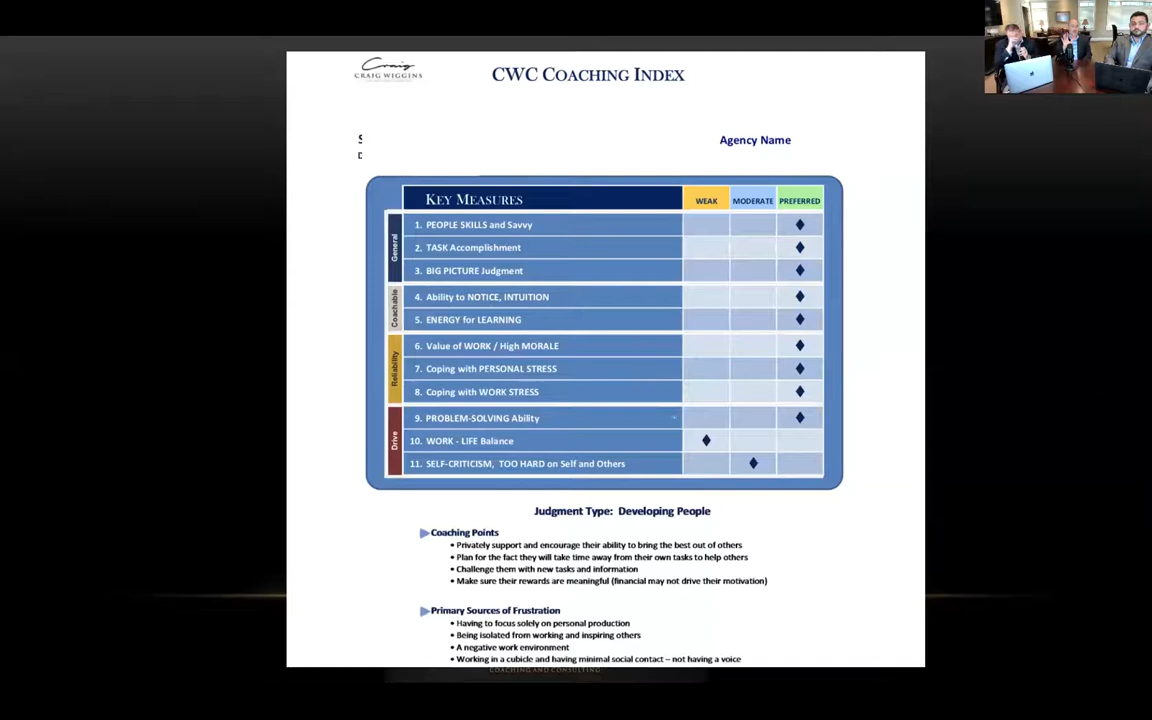 Craig
CRAIG WIGGINS
CWC COACHING INDEX
S
D
Agency Name
KEY MEASURES
WEAK
MODERATE
PREFERRED
General
1. PEOPLE SKILLS and Savvy
2. TASK Accomplishment
3. BIG PICTURE Judgment
Coachable
4. Ability to NOTICE, INTUITION
5. ENERGY for LEARNING
Reliability
6. Value of WORK / High MORALE
7. Coping with PERSONAL STRESS
8. Coping with WORK STRESS
Drive
9. PROBLEM-SOLVING Ability
10. WORK - LIFE Balance
11. SELF-CRITICISM, TOO HARD on Self and Others
Judgment Type: Developing People
Coaching Points
• Privately support and encourage their ability to bring the best out of others
• Plan for the fact they will take time away from their own tasks to help others
• Challenge them with new tasks and information
• Make sure their rewards are meaningful (financial may not drive their motivation)
Primary Sources of Frustration
• Having to focus solely on personal production
• Being isolated from working and inspiring others
• A negative work environment
• Working in a cubicle and having minimal social contact – not having a voice
COACHING AND CONSULTING